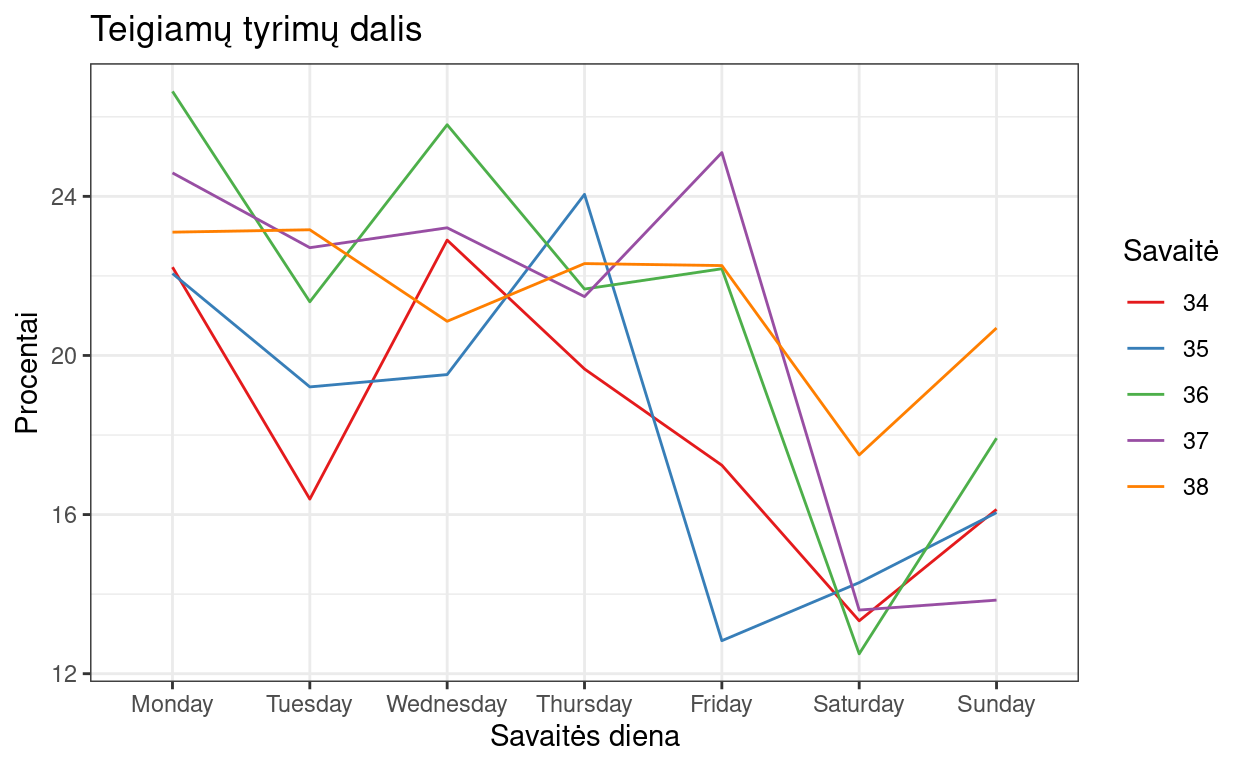 Teigiamų tyrimų dalis
Procentai
24
20
16
12
Monday Tuesday Wednesday Thursday Friday Saturday Sunday
Savaitės diena
Savaitė
34
35
36
37
38